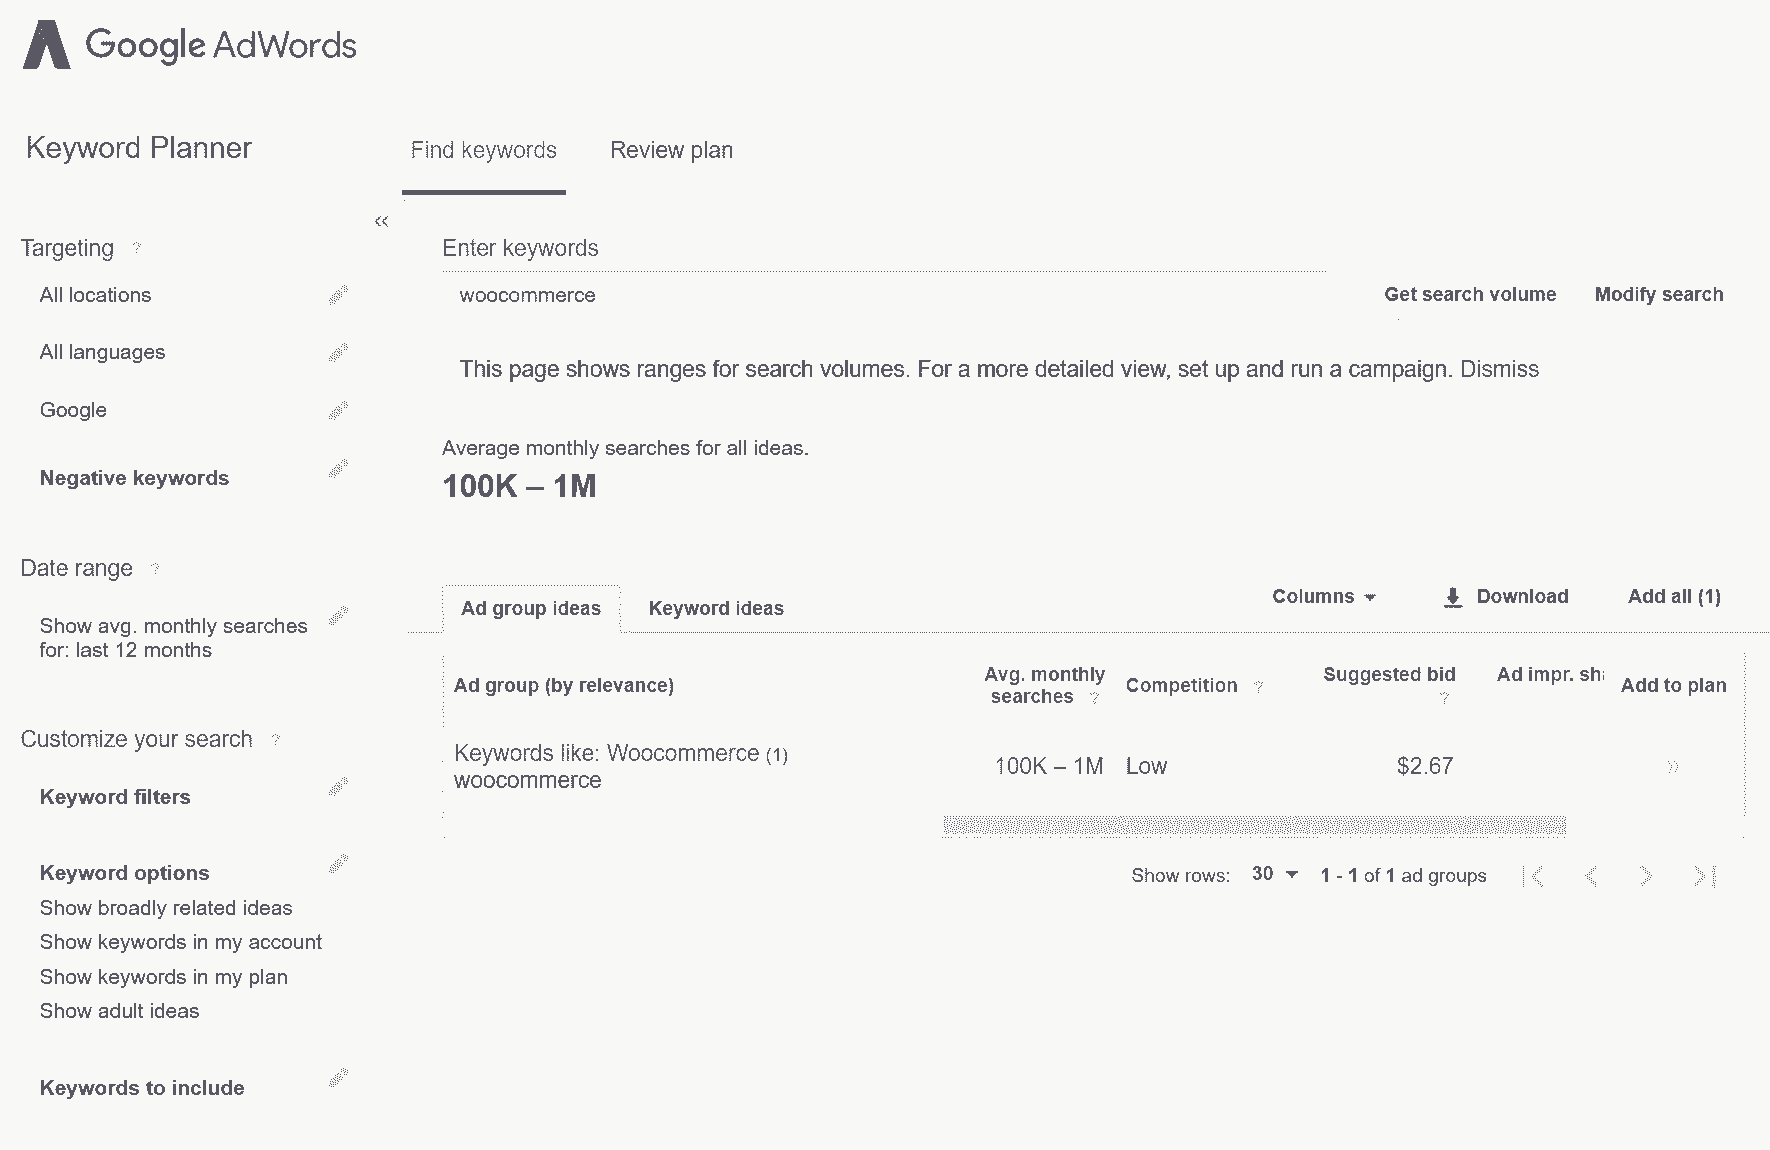 Google AdWords
Keyword Planner
Find keywords
Review plan
«
Targeting ?
All locations
All languages
Google
Negative keywords
Date range ?
Show avg. monthly searches
for: last 12 months
Customize your search ?
Keyword filters
Keyword options
Show broadly related ideas
Show keywords in my account
Show keywords in my plan
Show adult ideas
Keywords to include
Enter keywords
woocommerce
Get search volume
Modify search
This page shows ranges for search volumes. For a more detailed view, set up and run a campaign. Dismiss
Average monthly searches for all ideas.
100K – 1M
Ad group ideas
Keyword ideas
Columns
Download
Add all (1)
Ad group (by relevance)
Avg. monthly
searches ?
Competition ?
Suggested bid
?
Ad impr.
Add to plan
Keywords like: Woocommerce (1)
woocommerce
100K – 1M
Low
$2.67
»
Show rows: 30
1 - 1 of 1 ad groups